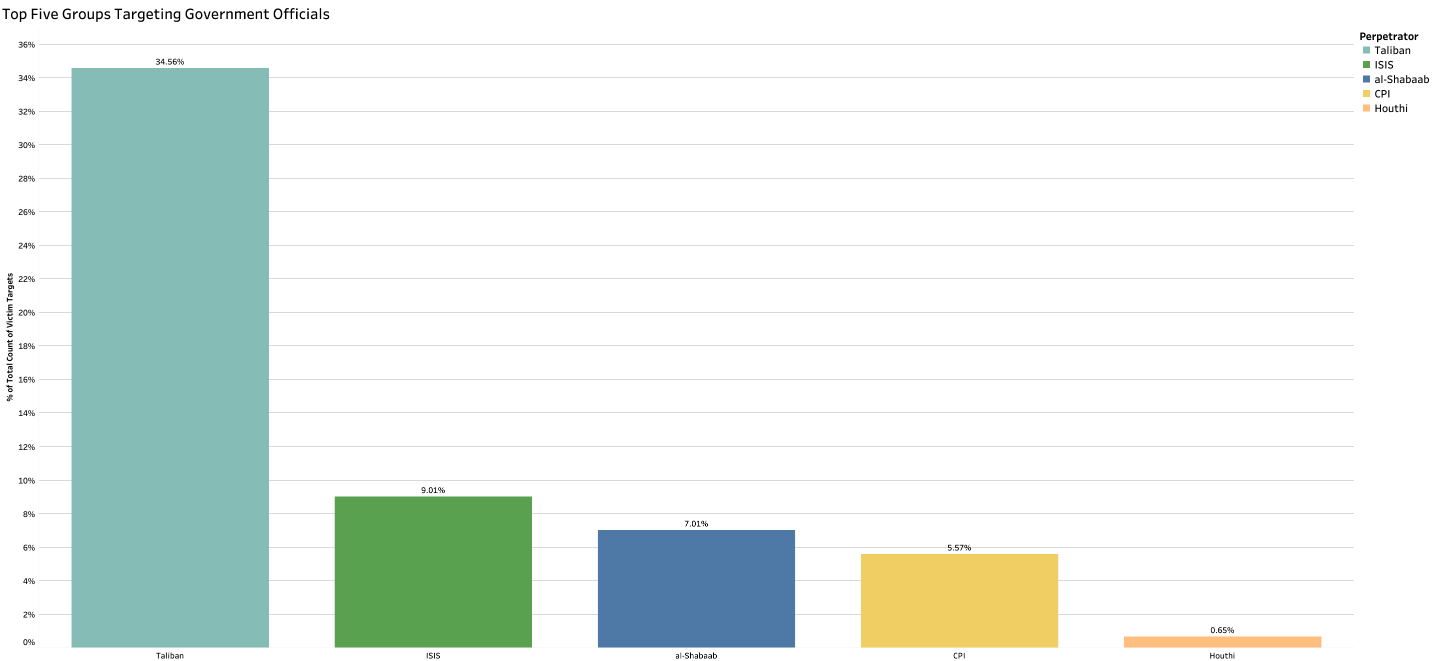 Top Five Groups Targeting Government Officials
Perpetrator
Taliban
ISIS
al-Shabaab
CPI
Houthi
% of Total Count of Victim Targets
36%
34%
32%
30%
28%
26%
24%
22%
20%
18%
16%
14%
12%
10%
8%
6%
4%
2%
0%
34.56%
9.01%
7.01%
5.57%
0.65%
Taliban
ISIS
al-Shabaab
CPI
Houthi